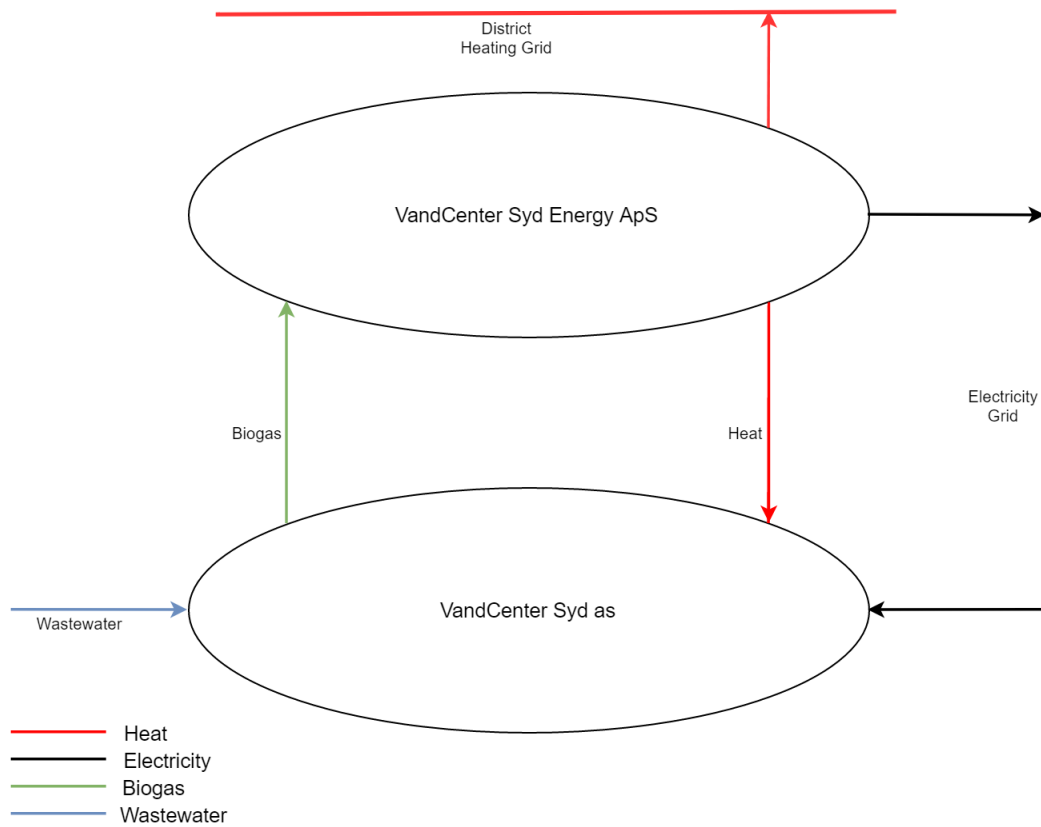 District
Heating Grid
VandCenter Syd Energy ApS
Electricity
Grid
Biogas
Heat
VandCenter Syd as
Wastewater
Heat
Electricity
Biogas
Wastewater